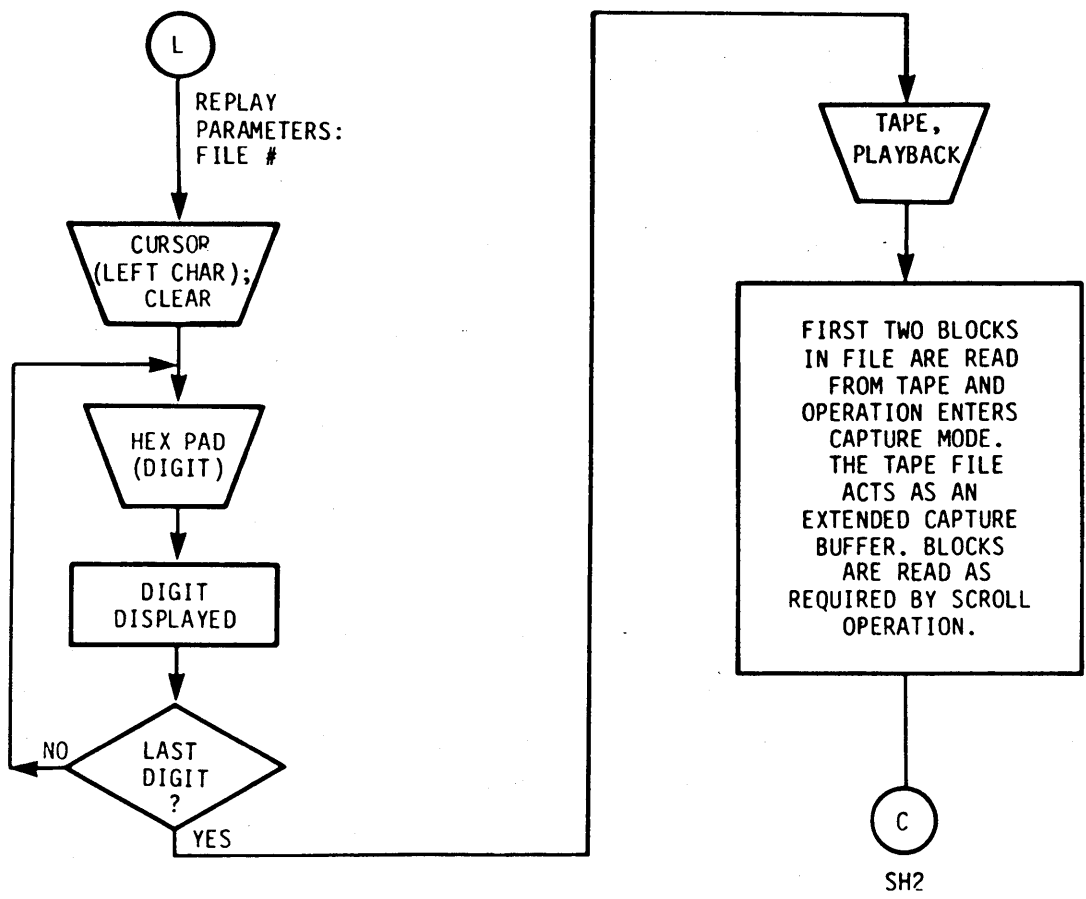 L
REPLAY
PARAMETERS:
FILE #
CURSOR
(LEFT CHAR);
CLEAR
HEX PAD
(DIGIT)
DIGIT
DISPLAYED
LAST
DIGIT
?
NO
YES
TAPE,
PLAYBACK
FIRST TWO BLOCKS
IN FILE ARE READ
FROM TAPE AND
OPERATION ENTERS
CAPTURE MODE.
THE TAPE FILE
ACTS AS AN
EXTENDED CAPTURE
BUFFER. BLOCKS
ARE READ AS
REQUIRED BY SCROLL
OPERATION.
C
SH2